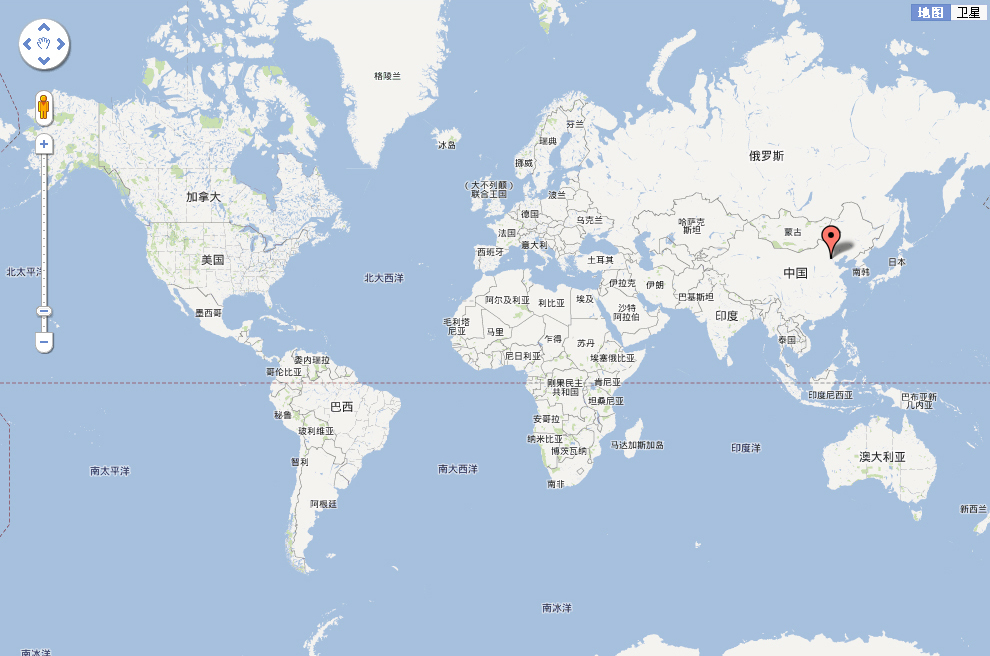 地图 卫星
格陵兰
芬兰
冰岛
瑞典
俄罗斯
挪威
(大不列颠)
联合王国
波兰
加拿大
德国
乌克兰
哈萨克
斯坦
法国
蒙古
意大利
西班牙
美国
土耳其
日本
北太平洋
中国
南韩
北大西洋
伊拉克
伊朗
阿尔及利亚
利比亚
埃及
巴基斯坦
墨西哥
沙特
阿拉伯
印度
毛利塔
尼亚
马里
乍得
苏丹
泰国
尼日利亚
埃塞俄比亚
委内瑞拉
哥伦比亚
刚果民主
共和国
肯尼亚
印度尼西亚
坦桑尼亚
巴布亚新
几内亚
巴西
秘鲁
安哥拉
玻利维亚
纳米比亚
博茨瓦纳
马达加斯加岛
印度洋
澳大利亚
智利
南太平洋
南大西洋
南非
阿根廷
新西兰
南冰洋
南冰洋